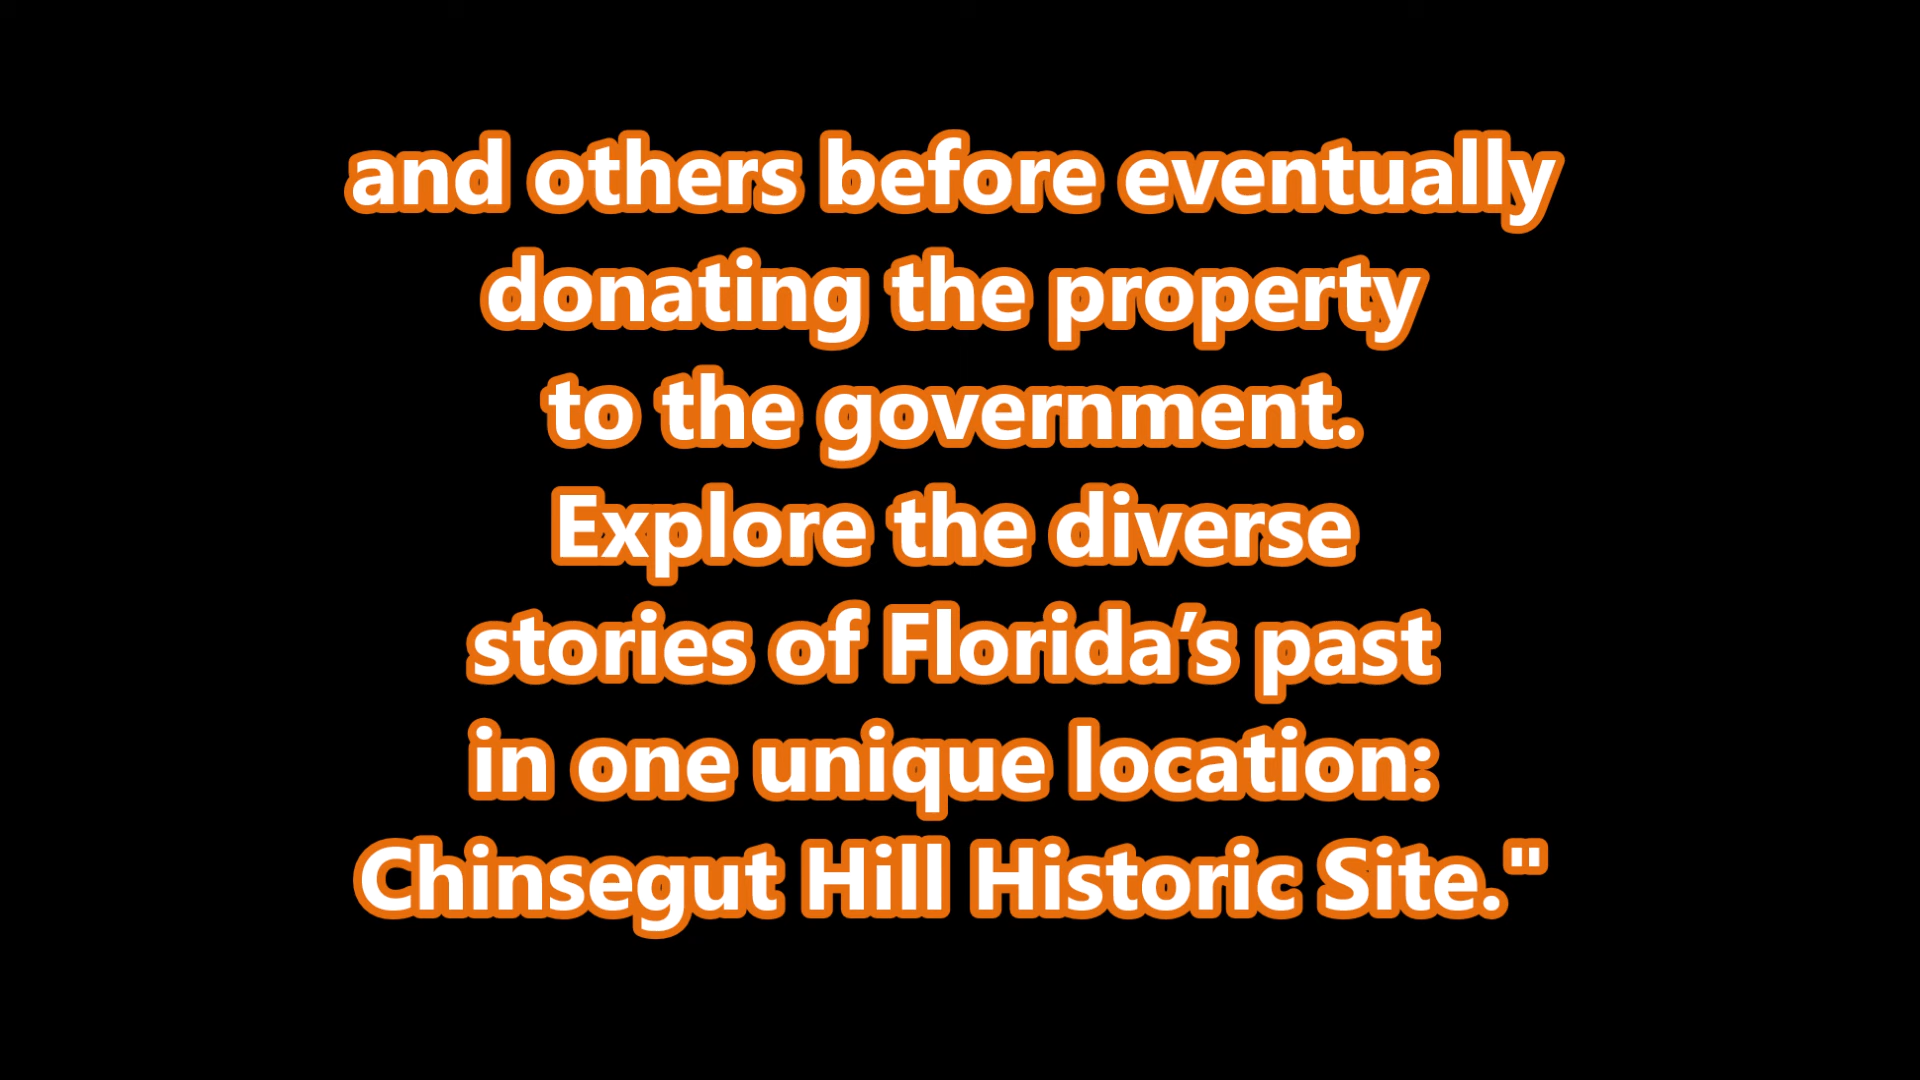 and others before eventually
donating the property
to the government.
Explore the diverse
stories of Florida’s past
in one unique location:
Chinsegut Hill Historic Site."